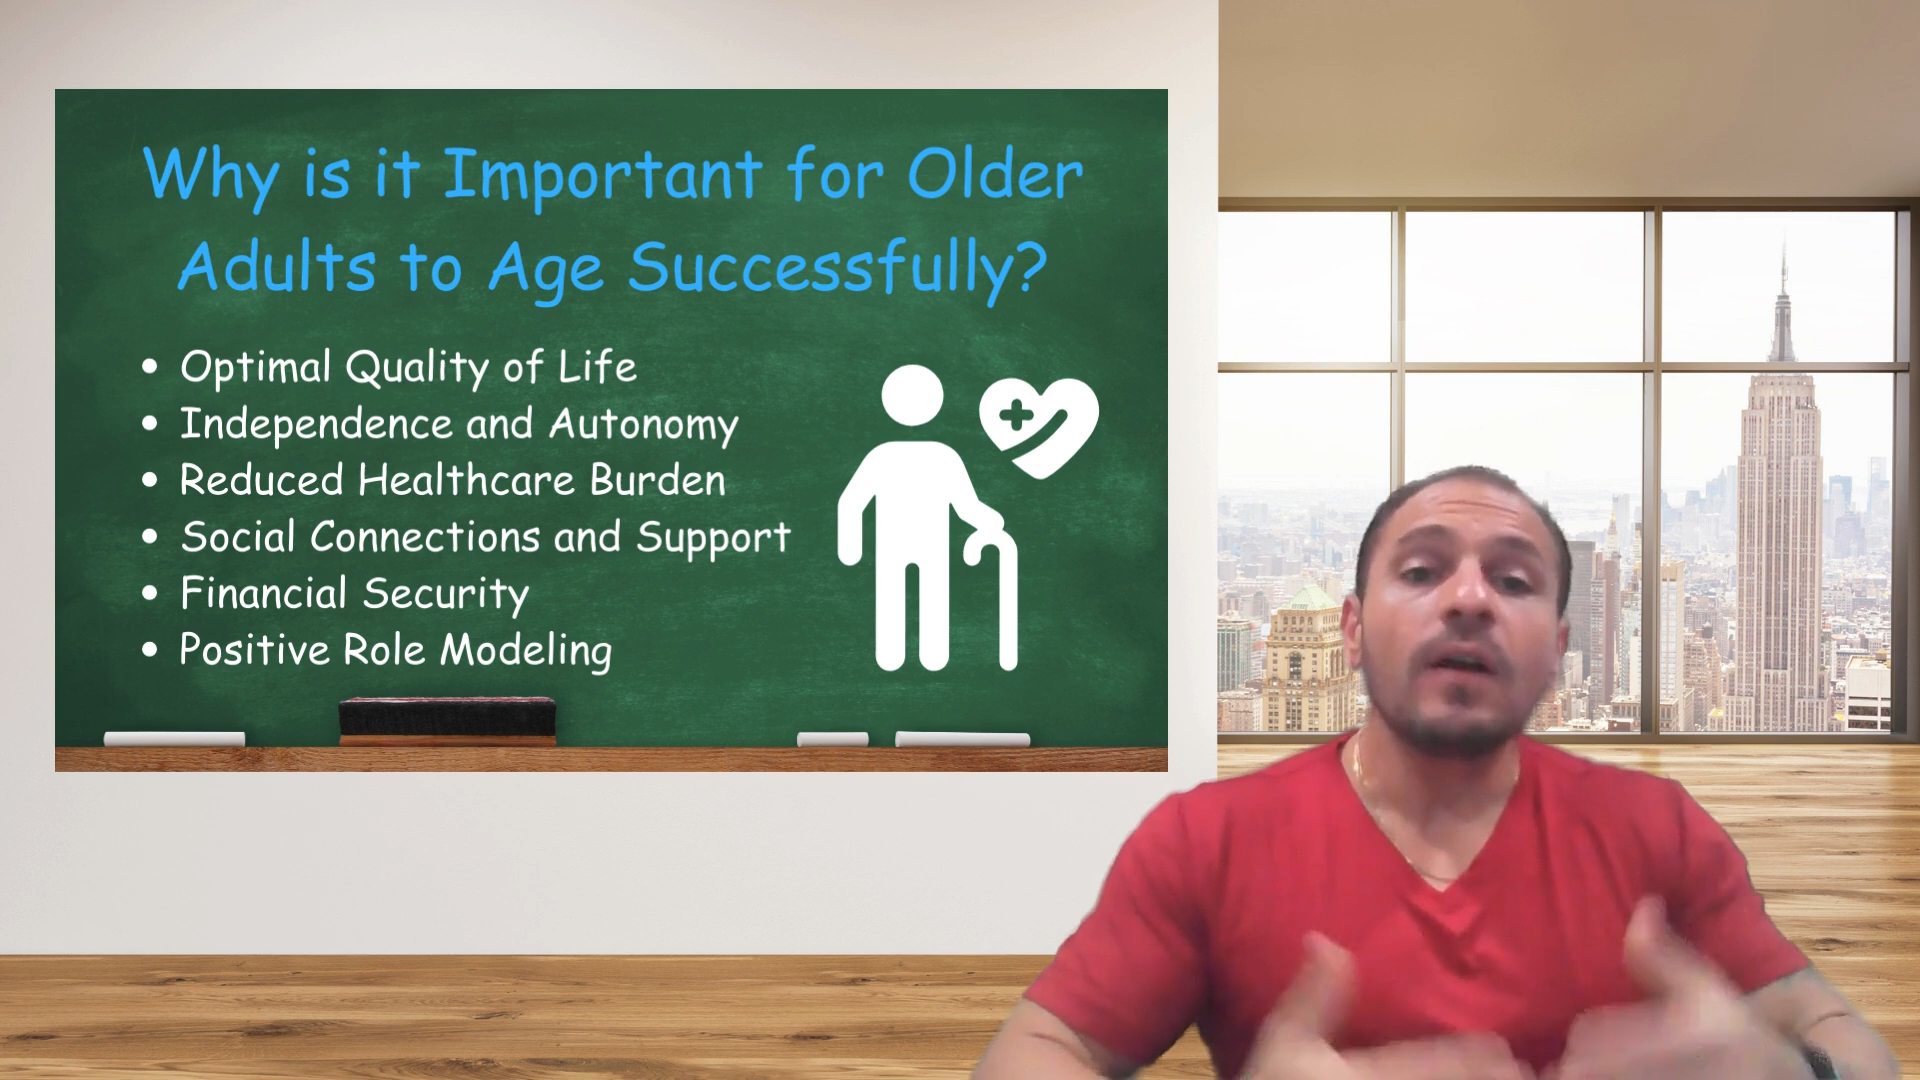 Why is it Important for Older
Adults to Age Successfully?
• Optimal Quality of Life
• Independence and Autonomy
• Reduced Healthcare Burden
• Social Connections and Support
• Financial Security
• Positive Role Modeling